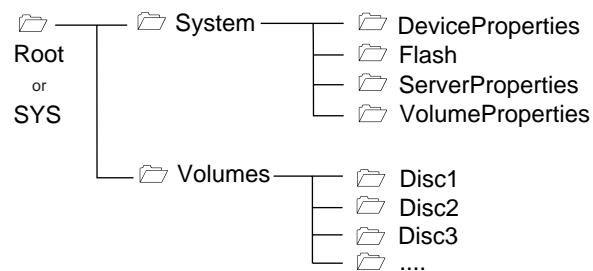 Root
or
SYS
System
DeviceProperties
Flash
ServerProperties
VolumeProperties
Volumes
Disc1
Disc2
Disc3
....